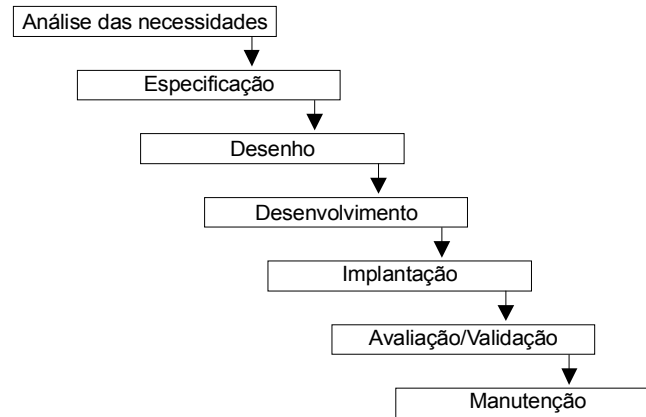 Análise das necessidades
Especificação
Desenho
Desenvolvimento
Implantação
Avaliação/Validação
Manutenção